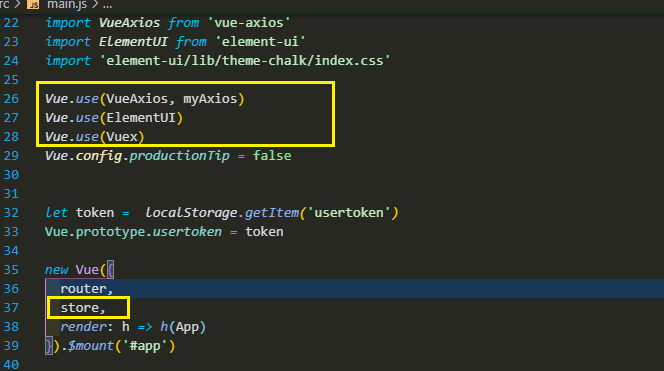 rc > main.js > ...
22 import VueAxios from 'vue-axios'
23 import ElementUI from 'element-ui'
24 import 'element-ui/lib/theme-chalk/index.css'
25
26 Vue.use(VueAxios, myAxios)
27 Vue.use(ElementUI)
28 Vue.use(Vuex)
29 Vue.config.productionTip = false
30
31
32 let token =  localStorage.getItem('usertoken')
33 Vue.prototype.usertoken = token
34
35 new Vue({
36   router,
37   store,
38   render: h => h(App)
39 }).$mount('#app')
40